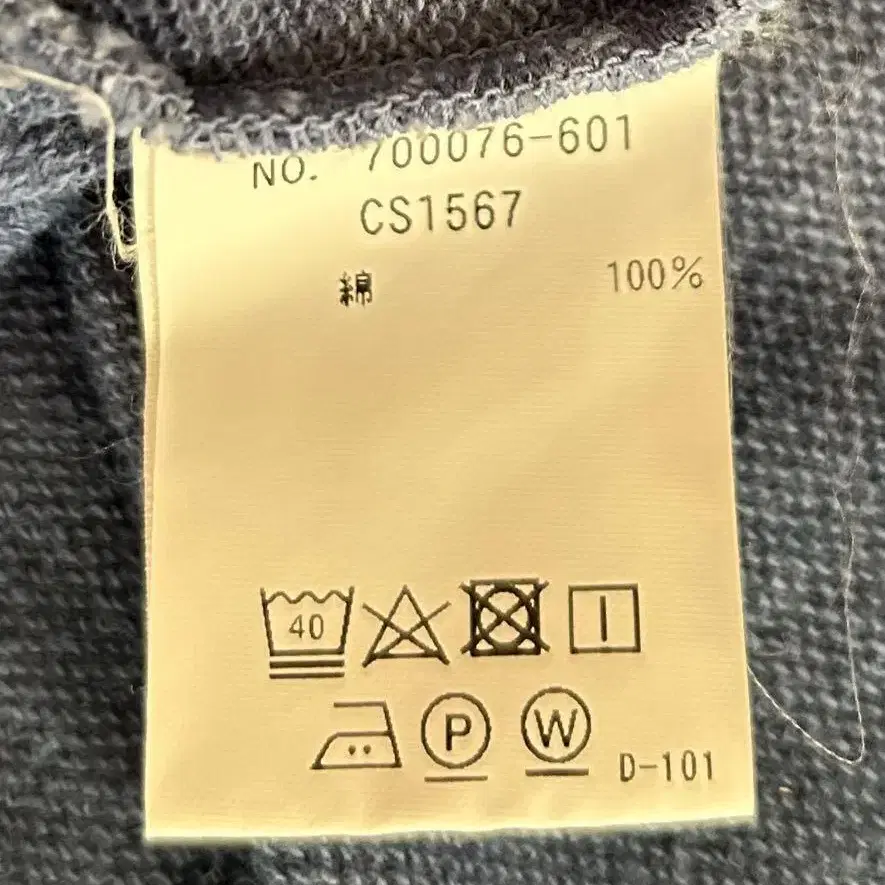 NO. 700076-601
CS1567
綿 100%
40
P W D-101